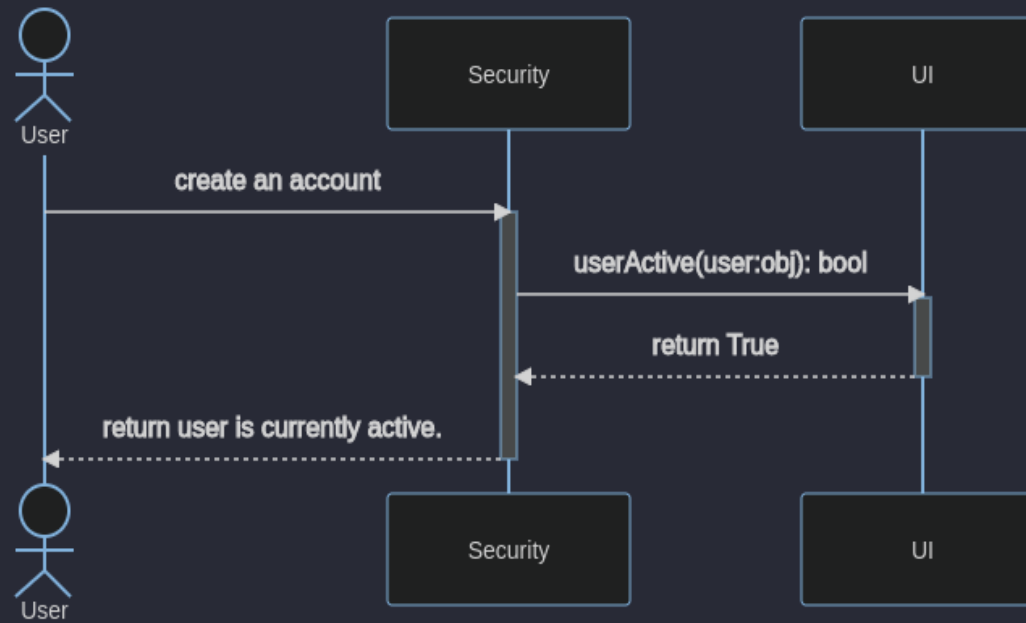 Security
UI
User
create an account
userActive(user:obj): bool
return True
return user is currently active.
Security
UI
User